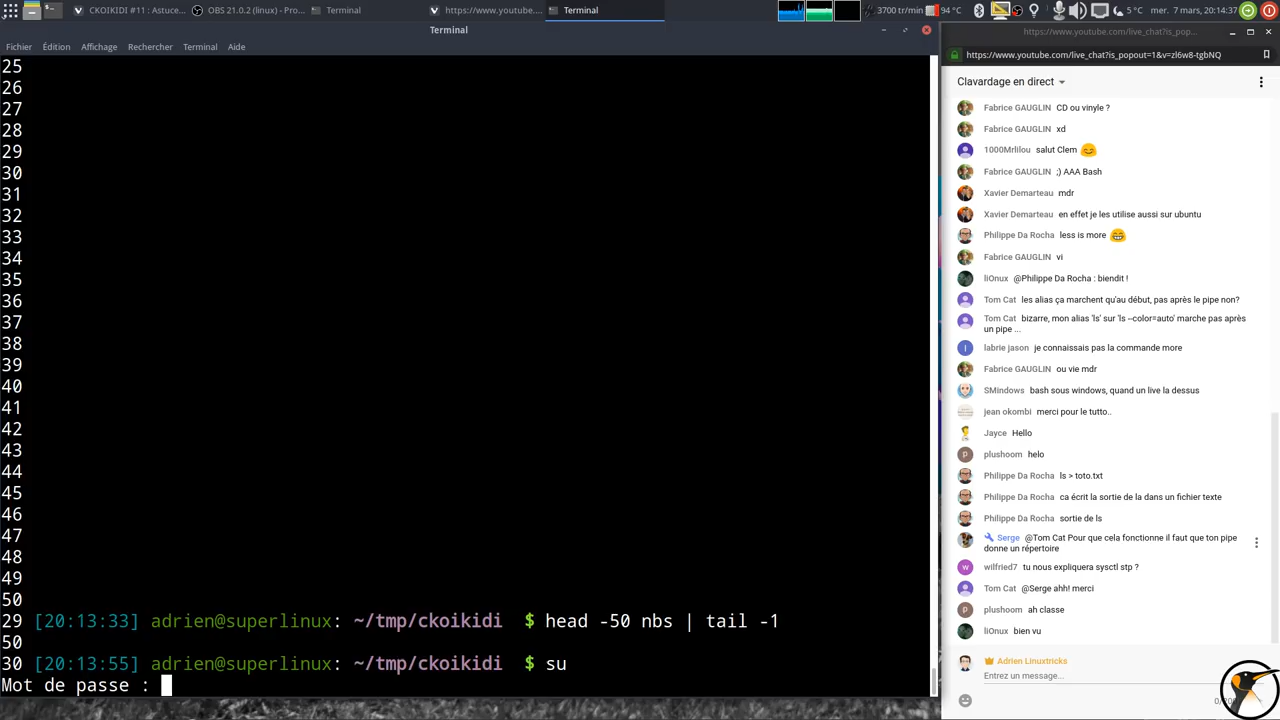 CKOIKIDI #11 : Astuce...
OBS 21.0.2 (linux) - Pro...
Terminal
https://www.youtube....
Terminal
3700 tr/min
94 °C
5 °C
mer. 7 mars, 20:14:37
Terminal
Fichier Édition Affichage Rechercher Terminal Aide
25
26
27
28
29
30
31
32
33
34
35
36
37
38
39
40
41
42
43
44
45
46
47
48
49
50
29 [20:13:33] adrien@superlinux: ~/tmp/ckoikidi $ head -50 nbs | tail -1
50
30 [20:13:55] adrien@superlinux: ~/tmp/ckoikidi $ su
Mot de passe :
https://www.youtube.com/live_chat?is_pop...
https://www.youtube.com/live_chat?is_popout=1&v=zl6w8-tgbNQ
Clavardage en direct
Fabrice GAUGLIN CD ou vinyle ?
Fabrice GAUGLIN xd
1000Mrlilou salut Clem 😊
Fabrice GAUGLIN ;) AAA Bash
Xavier Demarteau mdr
Xavier Demarteau en effet je les utilise aussi sur ubuntu
Philippe Da Rocha less is more 😁
Fabrice GAUGLIN vi
liOnux @Philippe Da Rocha : biendit !
Tom Cat les alias ça marchent qu'au début, pas après le pipe non?
Tom Cat bizarre, mon alias 'ls' sur 'ls --color=auto' marche pas après
un pipe ...
labrie jason je connaissais pas la commande more
Fabrice GAUGLIN ou vie mdr
SMindows bash sous windows, quand un live la dessus
jean okombi merci pour le tutto..
Jayce Hello
plushoom helo
Philippe Da Rocha ls > toto.txt
Philippe Da Rocha ca écrit la sortie de la dans un fichier texte
Philippe Da Rocha sortie de ls
Serge @Tom Cat Pour que cela fonctionne il faut que ton pipe
donne un répertoire
wilfried7 tu nous expliquera sysctl stp ?
Tom Cat @Serge ahh! merci
plushoom ah classe
liOnux bien vu
Adrien Linuxtricks
Entrez un message...